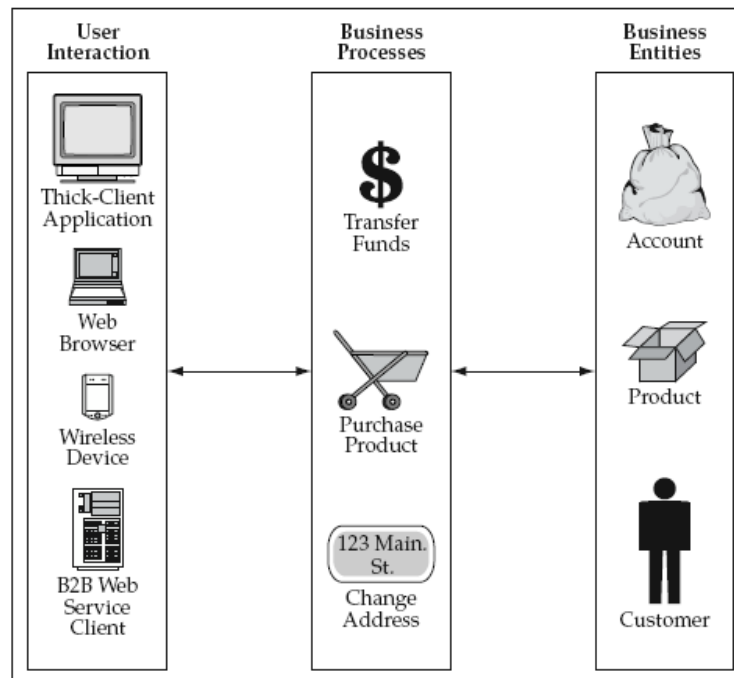 User
Interaction
Thick-Client
Application
Web
Browser
Wireless
Device
B2B Web
Service
Client
Business
Processes
$
Transfer
Funds
Purchase
Product
123 Main.
St.
Change
Address
Business
Entities
Account
Product
Customer